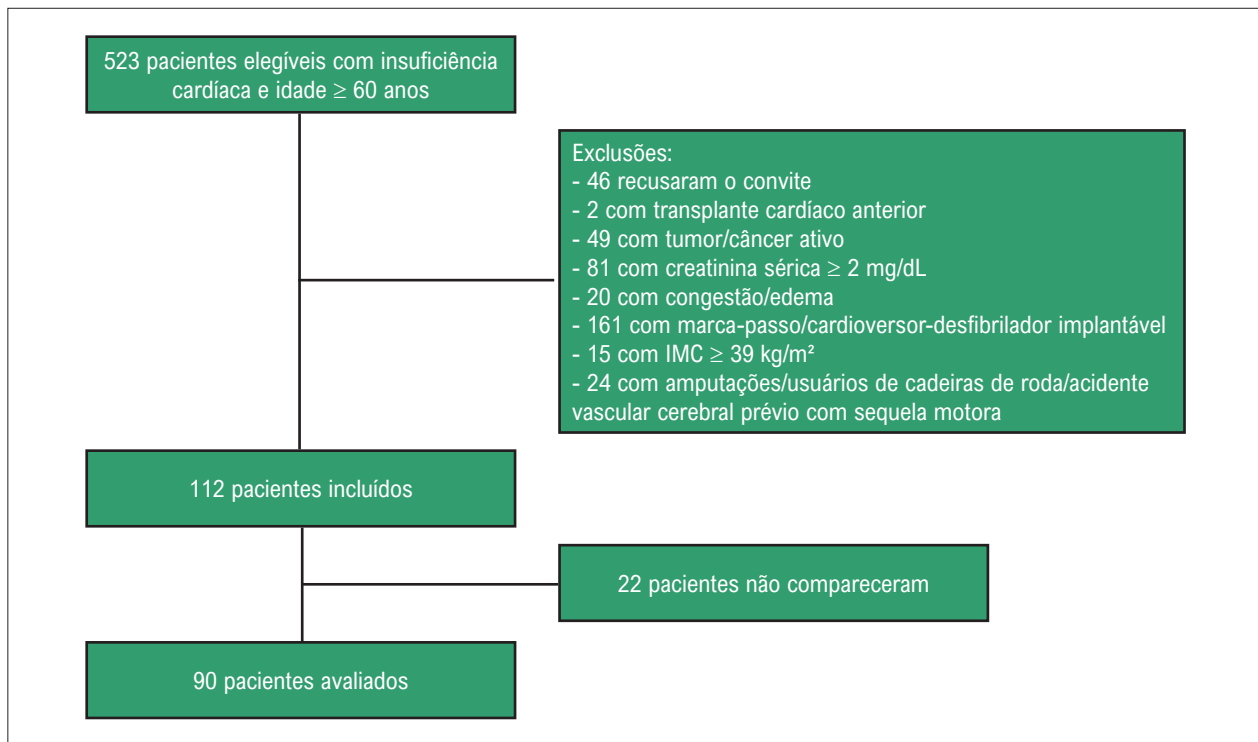 523 pacientes elegíveis com insuficiência
cardíaca e idade ≥ 60 anos
Exclusões:
- 46 recusaram o convite
- 2 com transplante cardíaco anterior
- 49 com tumor/câncer ativo
- 81 com creatinina sérica ≥ 2 mg/dL
- 20 com congestão/edema
- 161 com marca-passo/cardioversor-desfibrilador implantável
- 15 com IMC ≥ 39 kg/m²
- 24 com amputações/usuários de cadeiras de roda/acidente
vascular cerebral prévio com sequela motora
112 pacientes incluídos
22 pacientes não compareceram
90 pacientes avaliados